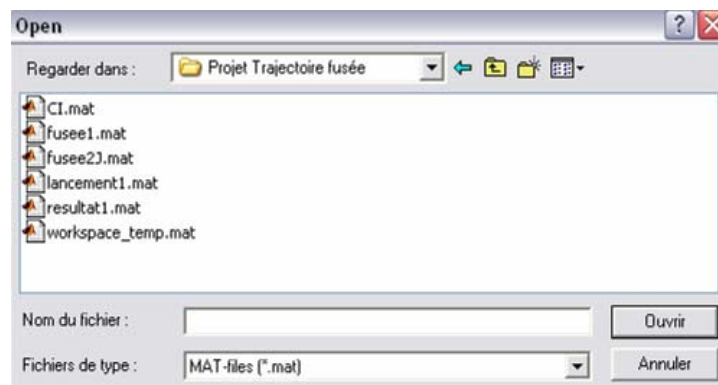 Open
Regarder dans : Projet Trajectoire fusée
CI.mat
fusee1.mat
fusee2J.mat
lancement1.mat
resultat1.mat
workspace_temp.mat
Nom du fichier : Ouvrir
Fichiers de type : MAT-files (*.mat) Annuler